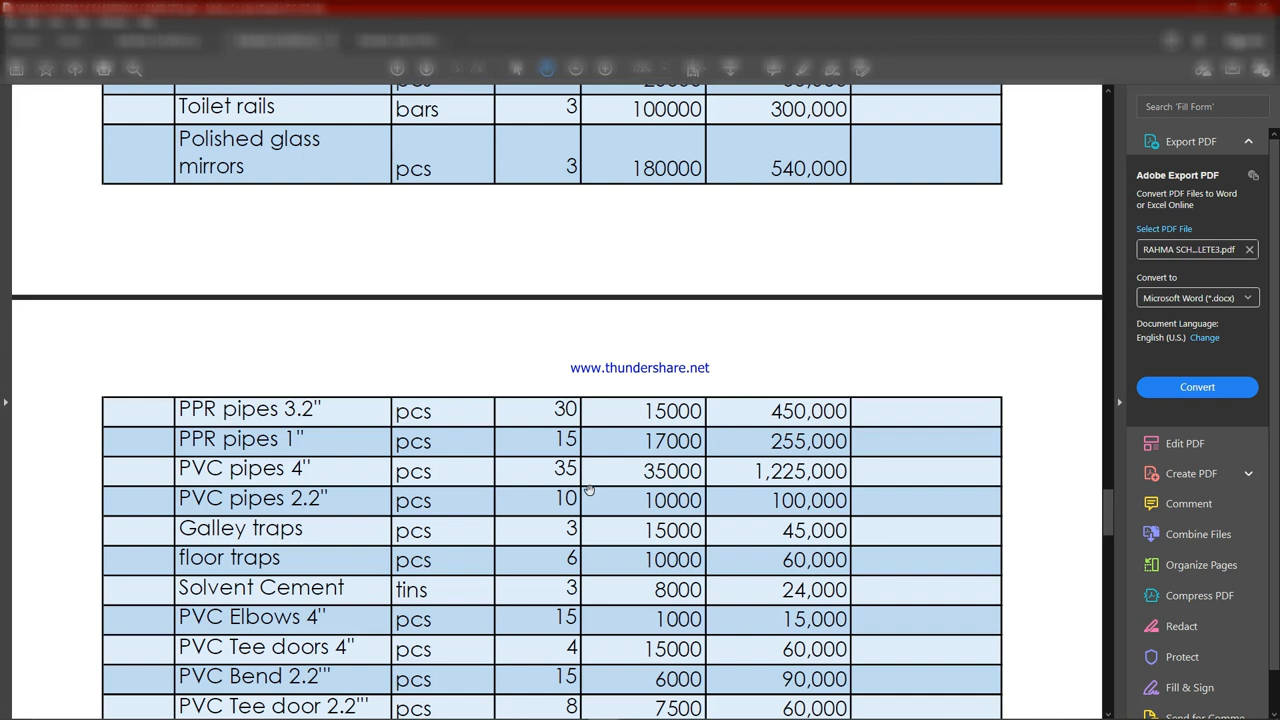 Toilet rails bars 3 100000 300,000
Polished glass
mirrors pcs 3 180000 540,000
www.thundershare.net
PPR pipes 3.2" pcs 30 15000 450,000
PPR pipes 1" pcs 15 17000 255,000
PVC pipes 4" pcs 35 35000 1,225,000
PVC pipes 2.2" pcs 10 10000 100,000
Galley traps pcs 3 15000 45,000
floor traps pcs 6 10000 60,000
Solvent Cement tins 3 8000 24,000
PVC Elbows 4" pcs 15 1000 15,000
PVC Tee doors 4" pcs 4 15000 60,000
PVC Bend 2.2"' pcs 15 6000 90,000
PVC Tee door 2.2"' pcs 8 7500 60,000
Search 'Fill Form'
Export PDF
Adobe Export PDF
Convert PDF Files to Word
or Excel Online
Select PDF File
RAHMA SCH...LETE3.pdf
Convert to
Microsoft Word (*.docx)
Document Language:
English (U.S.) Change
Convert
Edit PDF
Create PDF
Comment
Combine Files
Organize Pages
Compress PDF
Redact
Protect
Fill & Sign